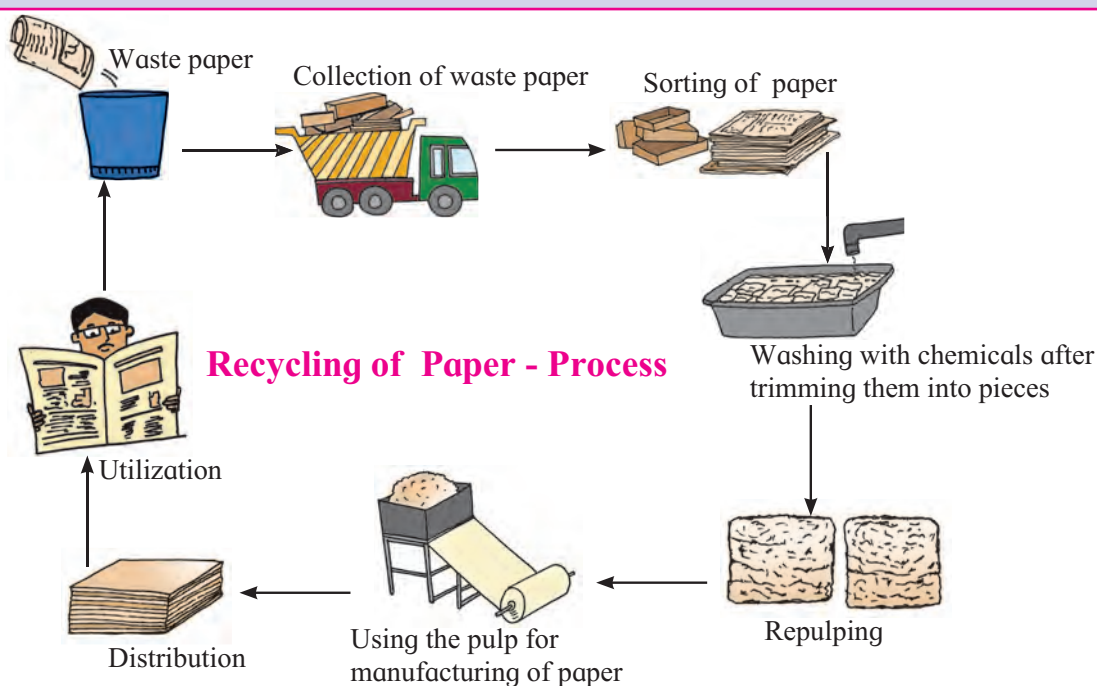 Waste paper
Collection of waste paper
Sorting of paper
Recycling of Paper - Process
Washing with chemicals after
trimming them into pieces
Utilization
Repulping
Using the pulp for
manufacturing of paper
Distribution